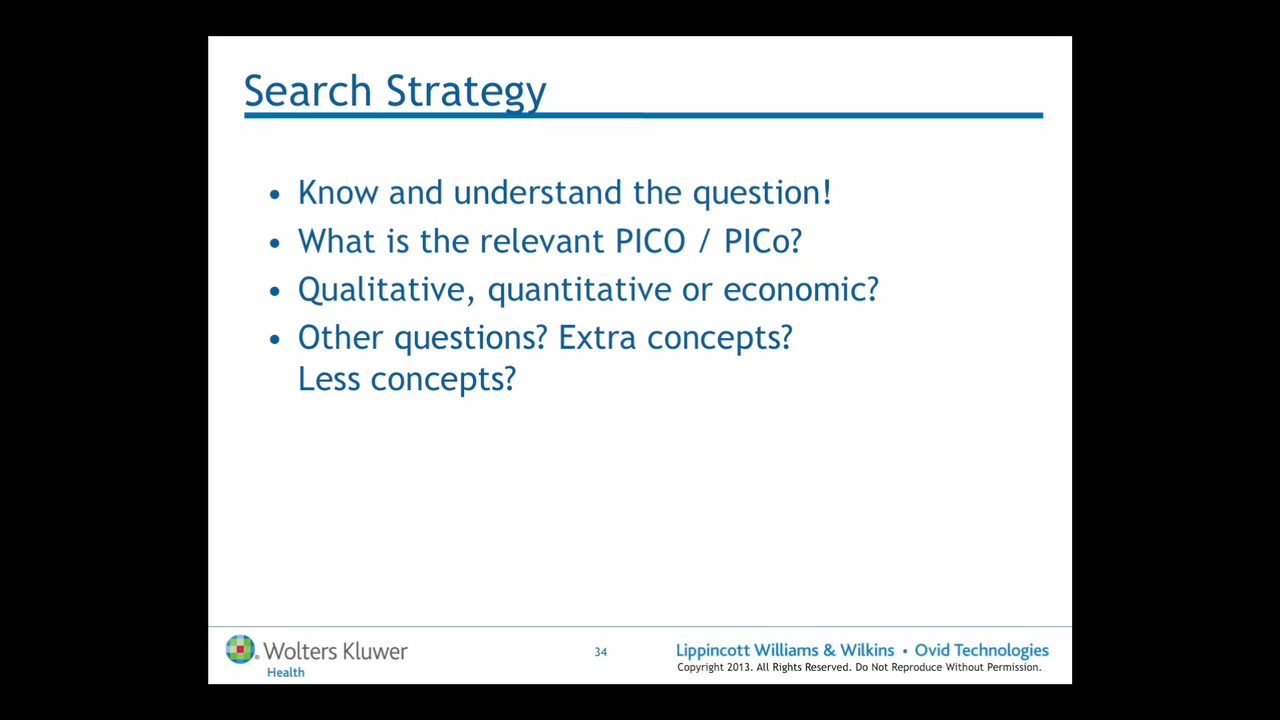 Search Strategy
• Know and understand the question!
• What is the relevant PICO / PICo?
• Qualitative, quantitative or economic?
• Other questions? Extra concepts?
Less concepts?
Wolters Kluwer
Health
34
Lippincott Williams & Wilkins • Ovid Technologies
Copyright 2013. All Rights Reserved. Do Not Reproduce Without Permission.